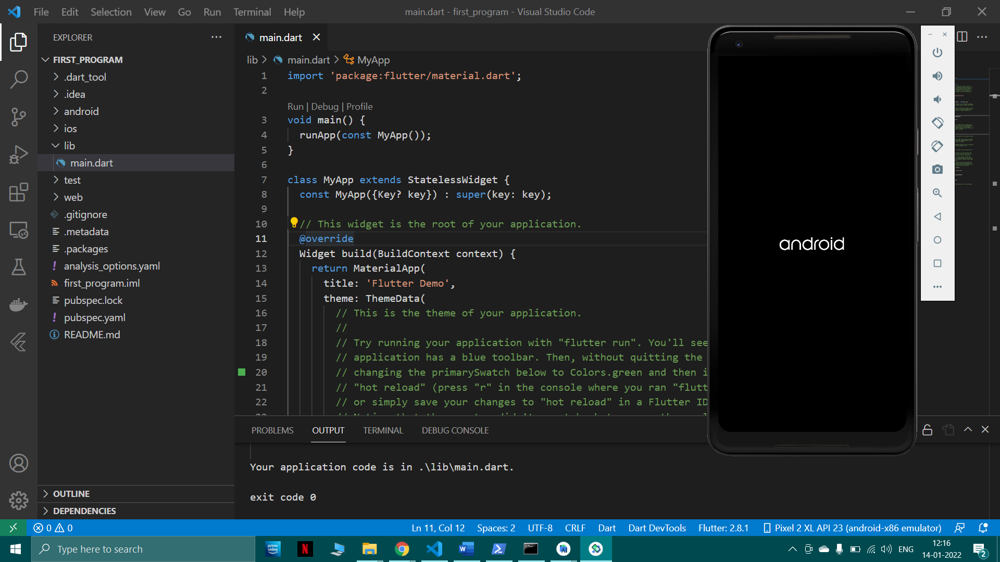 File Edit Selection View Go Run Terminal Help
main.dart - first_program - Visual Studio Code
EXPLORER
FIRST_PROGRAM
.dart_tool
.idea
android
ios
lib
main.dart
test
web
.gitignore
.metadata
.packages
analysis_options.yaml
first_program.iml
pubspec.lock
pubspec.yaml
README.md
OUTLINE
DEPENDENCIES
main.dart
lib > main.dart > MyApp
1 import 'package:flutter/material.dart';
2
Run | Debug | Profile
3 void main() {
4 runApp(const MyApp());
5 }
6
7 class MyApp extends StatelessWidget {
8 const MyApp({Key? key}) : super(key: key);
9
10 // This widget is the root of your application.
11 @override
12 Widget build(BuildContext context) {
13 return MaterialApp(
14 title: 'Flutter Demo',
15 theme: ThemeData(
16 // This is the theme of your application.
17 //
18 // Try running your application with "flutter run". You'll see
19 // application has a blue toolbar. Then, without quitting the
20 // changing the primarySwatch below to Colors.green and then i
21 // "hot reload" (press "r" in the console where you ran "flutt
22 // or simply save your changes to "hot reload" in a Flutter ID
android
PROBLEMS OUTPUT TERMINAL DEBUG CONSOLE
Your application code is in .\lib\main.dart.
exit code 0
0 0 Ln 11, Col 12 Spaces: 2 UTF-8 CRLF Dart Dart DevTools Flutter: 2.8.1 Pixel 2 XL API 23 (android-x86 emulator)
Type here to search
prime video
N
W
ENG
12:16
14-01-2022
2